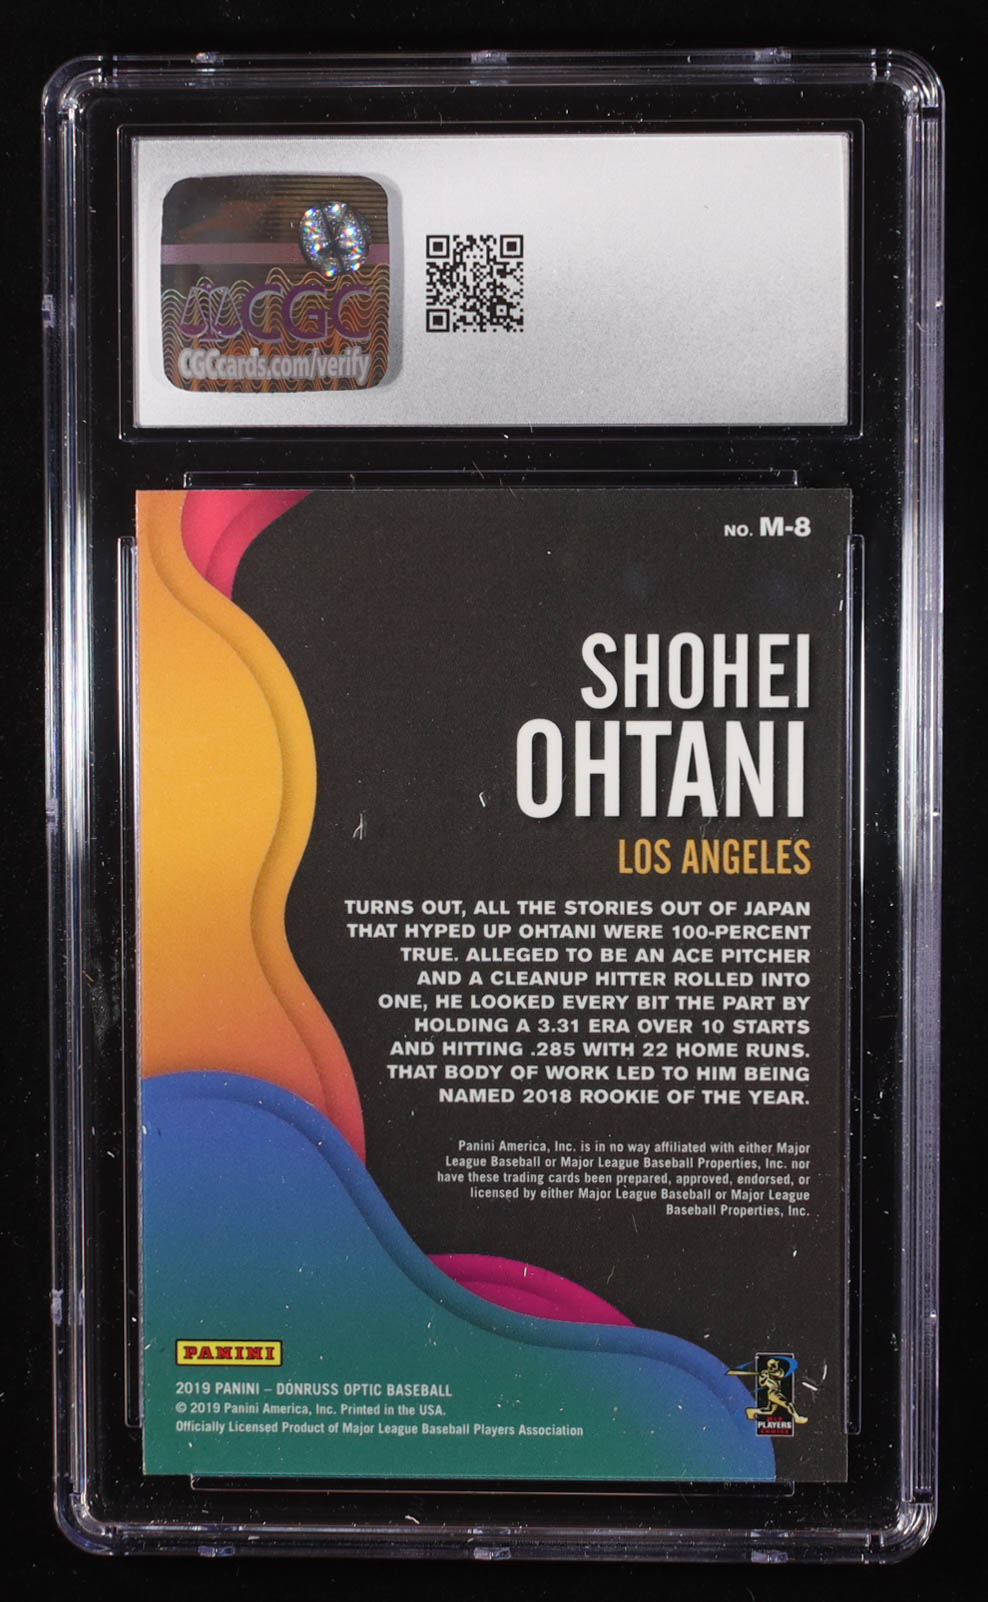 CGC
CGCcards.com/verify
NO. M-8
SHOHEI
OHTANI
LOS ANGELES
TURNS OUT, ALL THE STORIES OUT OF JAPAN
THAT HYPED UP OHTANI WERE 100-PERCENT
TRUE. ALLEGED TO BE AN ACE PITCHER
AND A CLEANUP HITTER ROLLED INTO
ONE, HE LOOKED EVERY BIT THE PART BY
HOLDING A 3.31 ERA OVER 10 STARTS
AND HITTING .285 WITH 22 HOME RUNS.
THAT BODY OF WORK LED TO HIM BEING
NAMED 2018 ROOKIE OF THE YEAR.
Panini America, Inc. is in no way affiliated with either Major
League Baseball or Major League Baseball Properties, Inc. nor
have these trading cards been prepared, approved, endorsed, or
licensed by either Major League Baseball or Major League
Baseball Properties, Inc.
PANINI
2019 PANINI – DONRUSS OPTIC BASEBALL
© 2019 Panini America, Inc. Printed in the USA.
Officially Licensed Product of Major League Baseball Players Association
MLB
PLAYERS
CHOICE